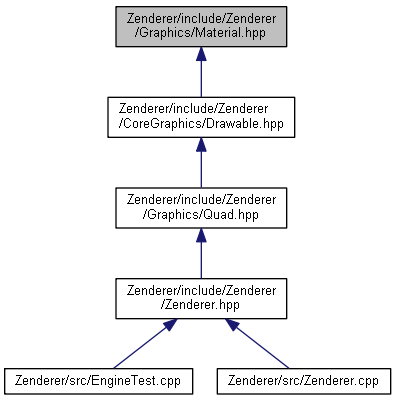 Zenderer/include/Zenderer
/Graphics/Material.hpp
Zenderer/include/Zenderer
/CoreGraphics/Drawable.hpp
Zenderer/include/Zenderer
/Graphics/Quad.hpp
Zenderer/include/Zenderer
/Zenderer.hpp
Zenderer/src/EngineTest.cpp
Zenderer/src/Zenderer.cpp